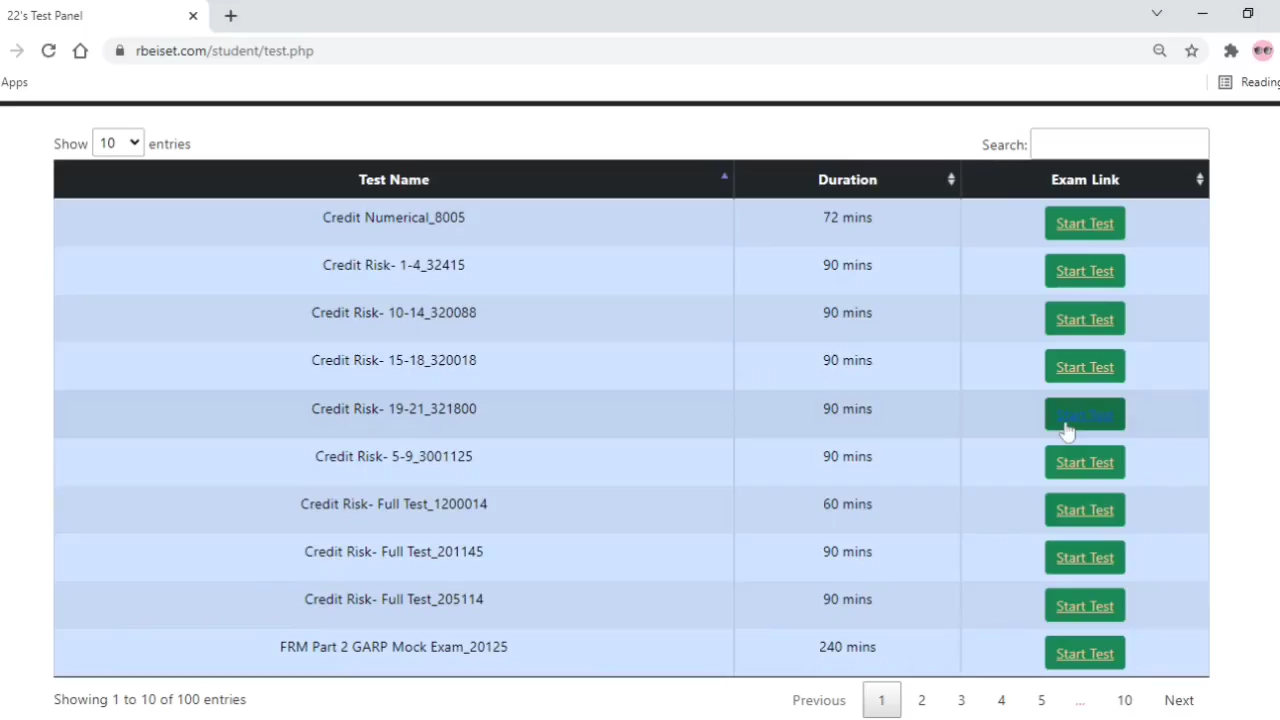 22's Test Panel
rbeiset.com/student/test.php
Apps
Reading
Show 10 entries
Search:
Test Name Duration Exam Link
Credit Numerical_8005 72 mins Start Test
Credit Risk- 1-4_32415 90 mins Start Test
Credit Risk- 10-14_320088 90 mins Start Test
Credit Risk- 15-18_320018 90 mins Start Test
Credit Risk- 19-21_321800 90 mins Start Test
Credit Risk- 5-9_3001125 90 mins Start Test
Credit Risk- Full Test_1200014 60 mins Start Test
Credit Risk- Full Test_201145 90 mins Start Test
Credit Risk- Full Test_205114 90 mins Start Test
FRM Part 2 GARP Mock Exam_20125 240 mins Start Test
Showing 1 to 10 of 100 entries
Previous 1 2 3 4 5 ... 10 Next